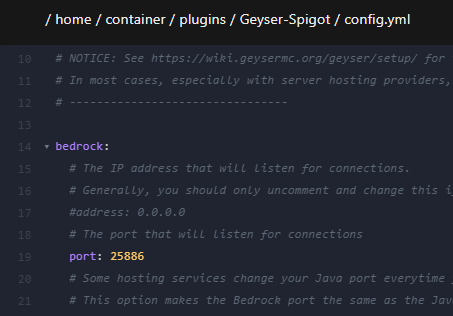 / home / container / plugins / Geyser-Spigot / config.yml
10 # NOTICE: See https://wiki.geysermc.org/geyser/setup/ for
11 # In most cases, especially with server hosting providers,
12 # --------------------------------
13
14 bedrock:
15 # The IP address that will listen for connections.
16 # Generally, you should only uncomment and change this i
17 #address: 0.0.0.0
18 # The port that will listen for connections
19 port: 25886
20 # Some hosting services change your Java port everytime
21 # This option makes the Bedrock port the same as the Jav